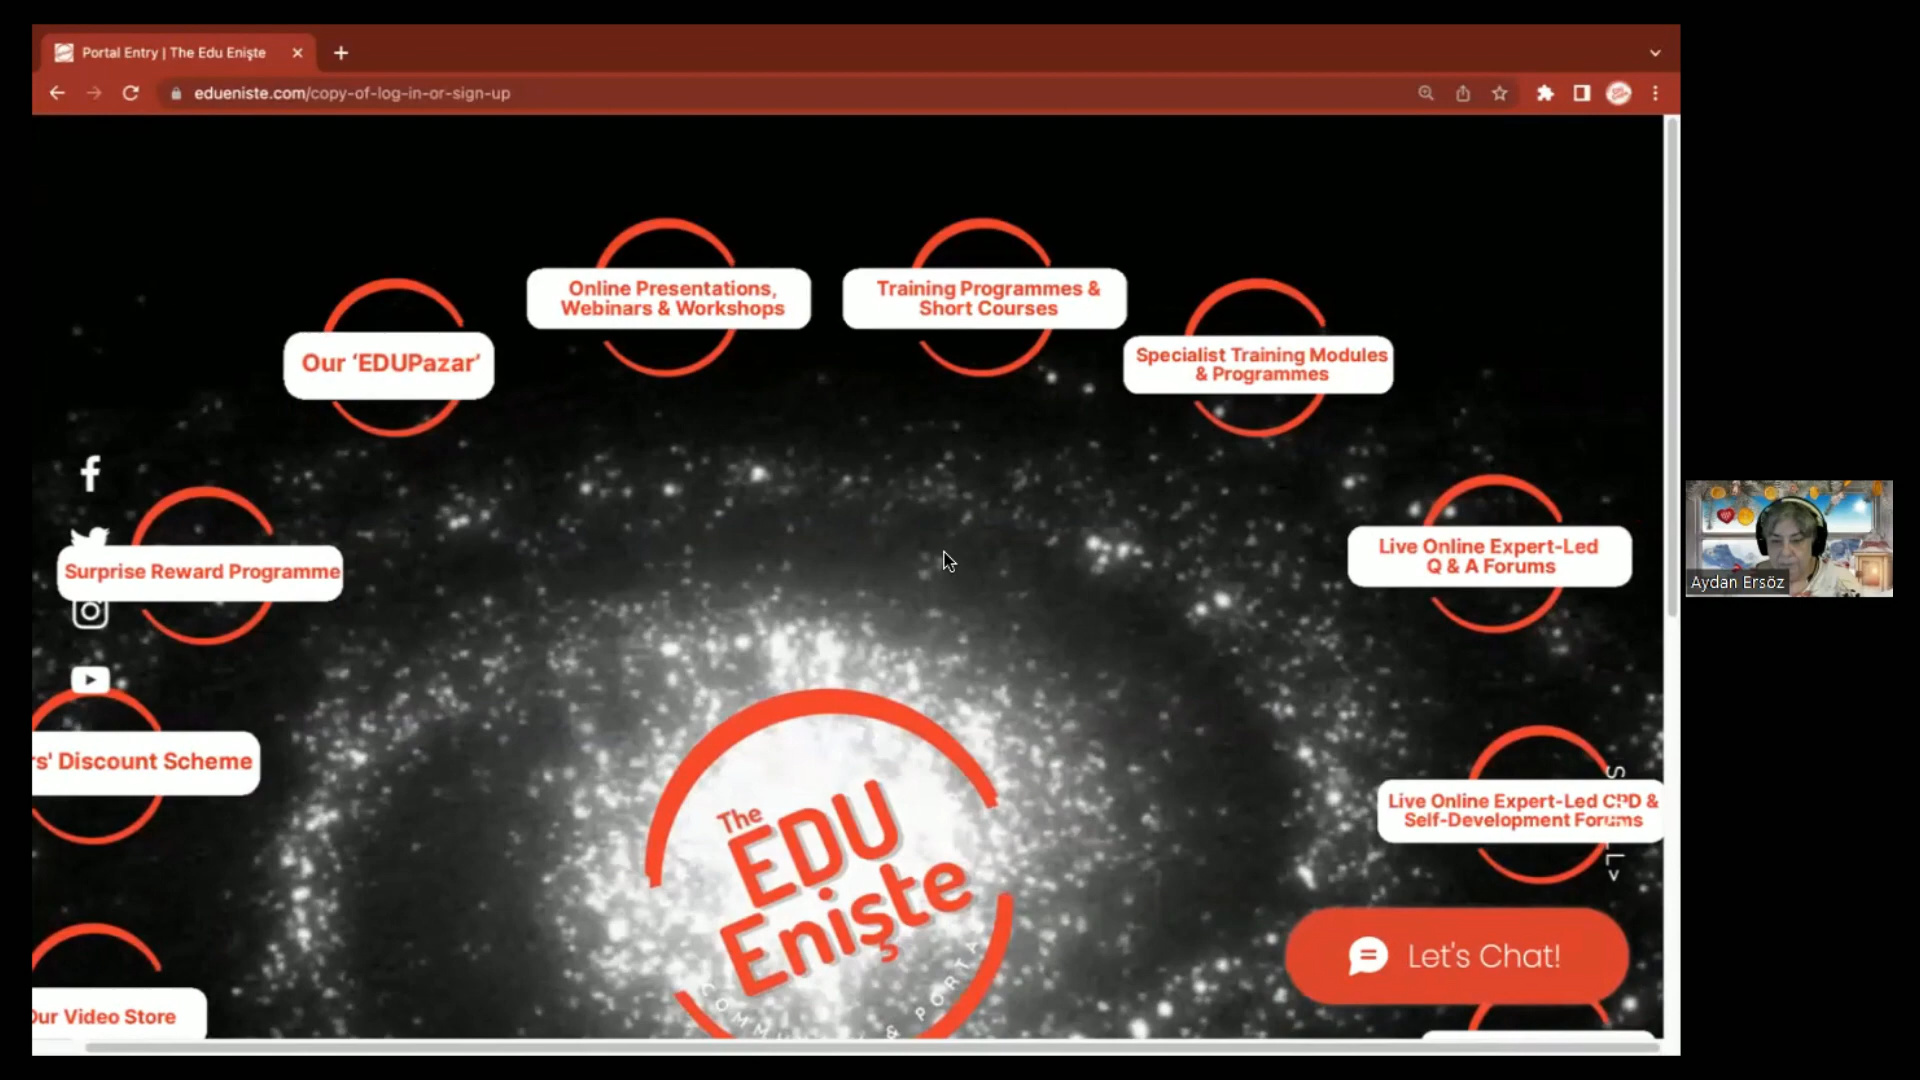 Portal Entry | The Edu Enişte
edueniste.com/copy-of-log-in-or-sign-up
Online Presentations,
Webinars & Workshops
Training Programmes &
Short Courses
Our ‘EDUPazar’
Specialist Training Modules
& Programmes
Live Online Expert-Led
Q & A Forums
Surprise Reward Programme
Aydan Ersöz
rs' Discount Scheme
Live Online Expert-Led CPD &
Self-Development Forums
The
EDU
Enişte
Let's Chat!
Our Video Store